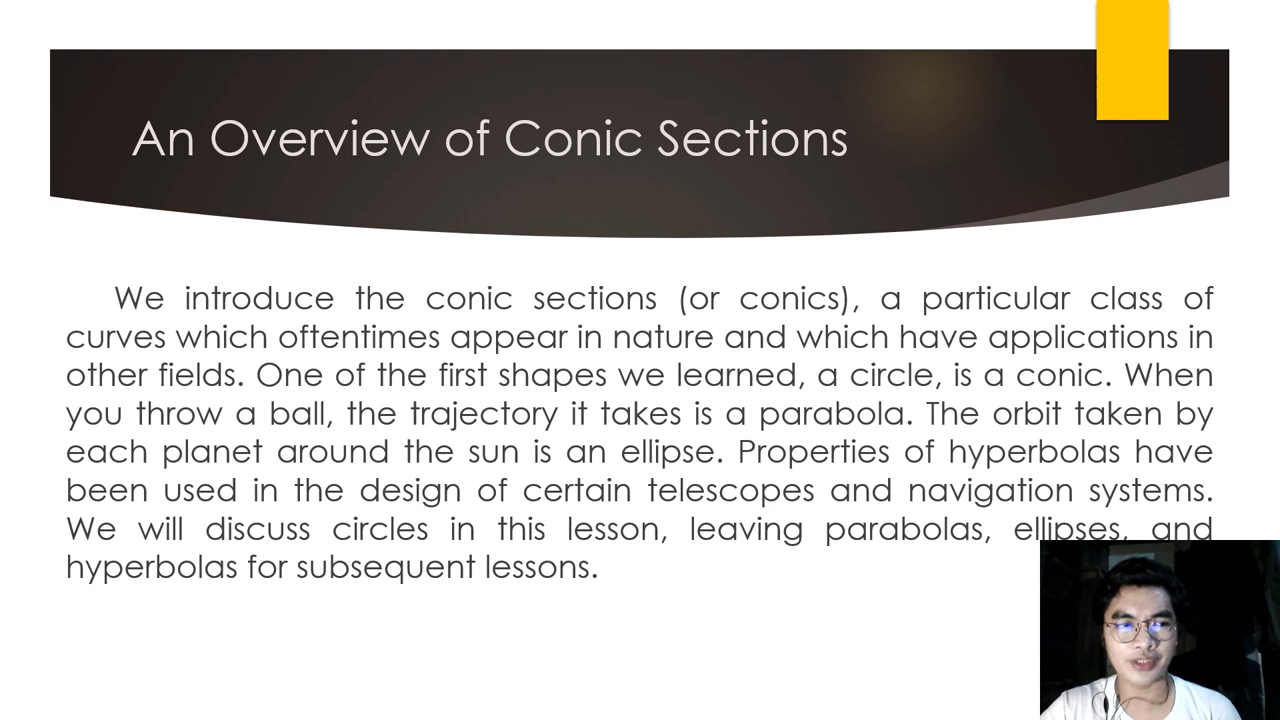 An Overview of Conic Sections
We introduce the conic sections (or conics), a particular class of
curves which oftentimes appear in nature and which have applications in
other fields. One of the first shapes we learned, a circle, is a conic. When
you throw a ball, the trajectory it takes is a parabola. The orbit taken by
each planet around the sun is an ellipse. Properties of hyperbolas have
been used in the design of certain telescopes and navigation systems.
We will discuss circles in this lesson, leaving parabolas, ellipses, and
hyperbolas for subsequent lessons.